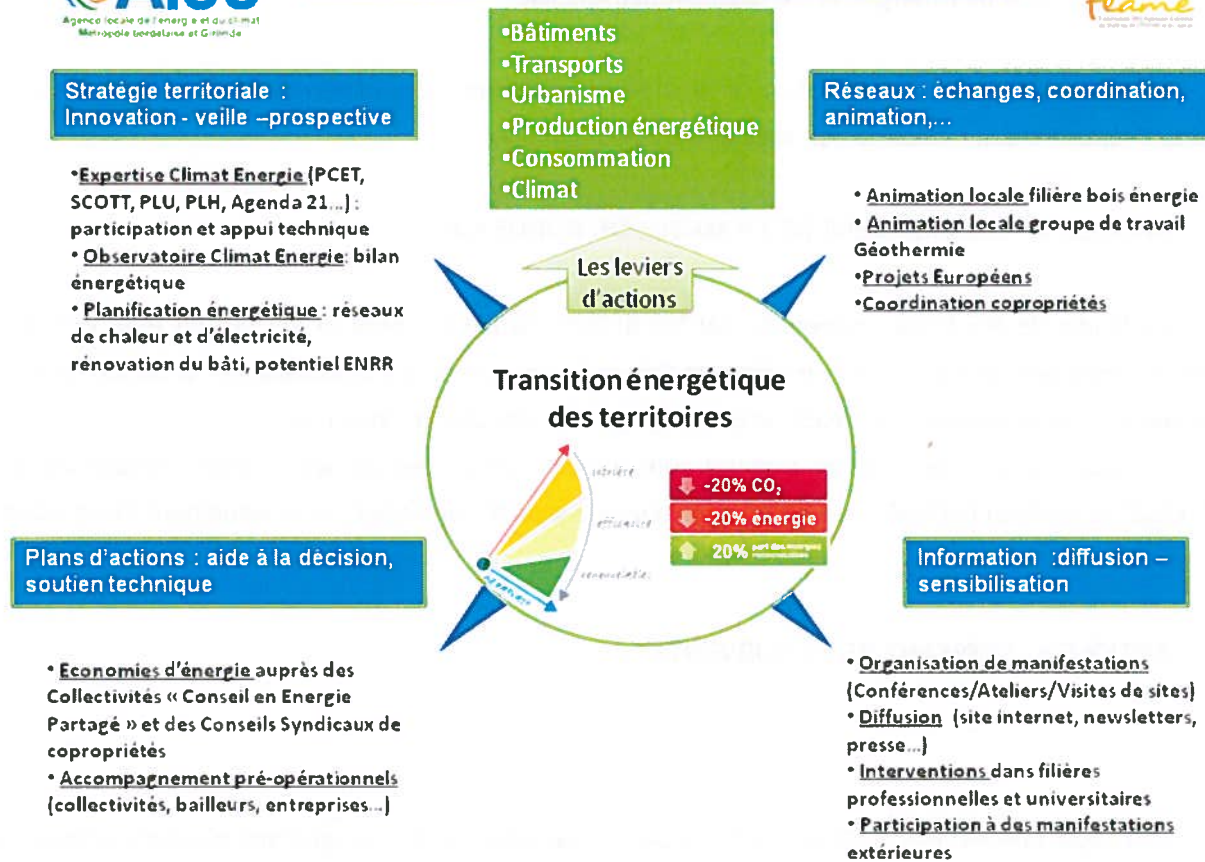 Agence locale de l'énergie et du climat
Métropole bordelaise et Gironde
flame
•Bâtiments
•Transports
•Urbanisme
•Production énergétique
•Consommation
•Climat
Stratégie territoriale :
Innovation - veille –prospective
•Expertise Climat Energie (PCET,
SCOTT, PLU, PLH, Agenda 21...) :
participation et appui technique
• Observatoire Climat Energie: bilan
énergétique
• Planification énergétique : réseaux
de chaleur et d'électricité,
rénovation du bâti, potentiel ENRR
Réseaux : échanges, coordination,
animation,...
• Animation locale filière bois énergie
• Animation locale groupe de travail
Géothermie
•Projets Européens
•Coordination copropriétés
Les leviers
d'actions
Transition énergétique
des territoires
sobriété
efficacité
renouvelables
négaWatt
-20% CO₂
-20% énergie
20% part des énergies
renouvelables
Plans d'actions : aide à la décision,
soutien technique
• Economies d'énergie auprès des
Collectivités « Conseil en Energie
Partagé » et des Conseils Syndicaux de
copropriétés
• Accompagnement pré-opérationnels
(collectivités, bailleurs, entreprises...)
Information :diffusion –
sensibilisation
• Organisation de manifestations
(Conférences/Ateliers/Visites de sites)
• Diffusion (site internet, newsletters,
presse...)
• Interventions dans filières
professionnelles et universitaires
• Participation à des manifestations
extérieures